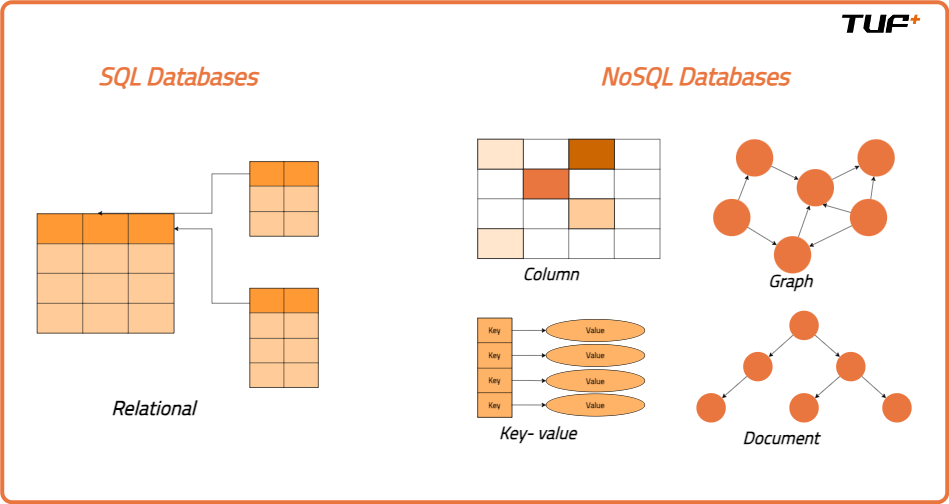 TUF+
SQL Databases
NoSQL Databases
Column
Graph
Key Value
Key Value
Key Value
Key Value
Relational
Key- value
Document